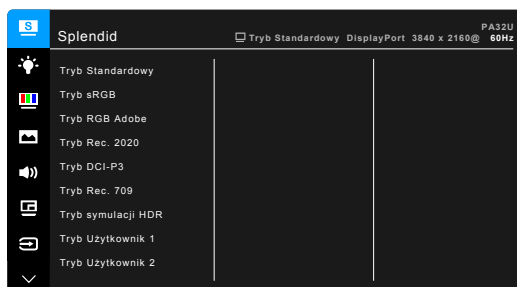 S
PA32U
Splendid
Tryb Standardowy DisplayPort 3840 x 2160@ 60Hz
Tryb Standardowy
Tryb sRGB
Tryb RGB Adobe
Tryb Rec. 2020
Tryb DCI-P3
Tryb Rec. 709
Tryb symulacji HDR
Tryb Użytkownik 1
Tryb Użytkownik 2